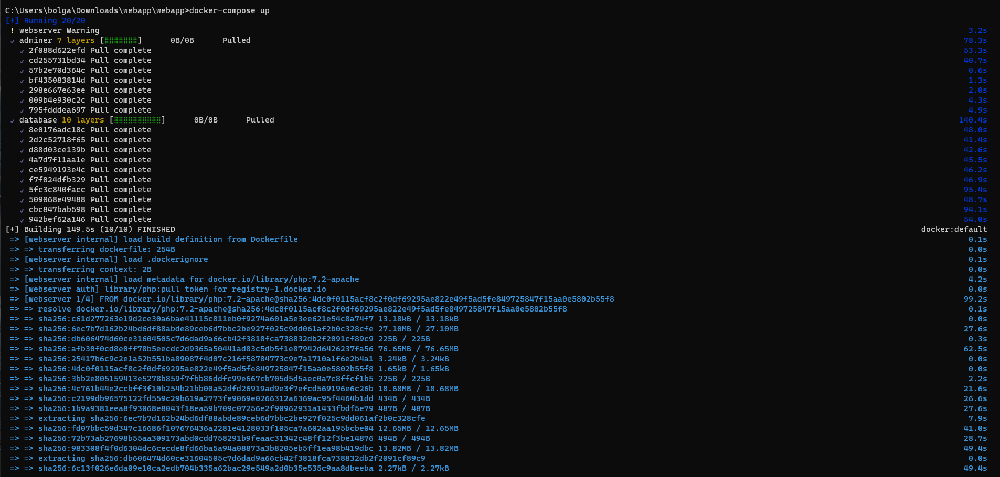 C:\Users\bolga\Downloads\webapp\webapp>docker-compose up
[+] Running 20/20
! webserver Warning 3.2s
✓ adminer 7 layers [⣿⣿⣿⣿⣿⣿⣿] 0B/0B Pulled 78.3s
✓ 2f088d622efd Pull complete 53.3s
✓ cd255731bd34 Pull complete 40.7s
✓ 57b2e70d364c Pull complete 0.6s
✓ bf435083814d Pull complete 1.3s
✓ 298e667e63ee Pull complete 2.0s
✓ 009b4e930c2c Pull complete 4.3s
✓ 795fdddea697 Pull complete 4.9s
✓ database 10 layers [⣿⣿⣿⣿⣿⣿⣿⣿⣿⣿] 0B/0B Pulled 140.4s
✓ 8e0176adc18c Pull complete 48.0s
✓ 2d2c52718f65 Pull complete 41.4s
✓ d88d03ce139b Pull complete 42.6s
✓ 4a7d7f11aa1e Pull complete 45.5s
✓ ce5949193e4c Pull complete 46.2s
✓ f7f024dfb329 Pull complete 46.9s
✓ 5fc3c840facc Pull complete 95.4s
✓ 509068e49488 Pull complete 48.7s
✓ cbc847bab598 Pull complete 94.1s
✓ 942bef62a146 Pull complete 54.0s
[+] Building 149.5s (10/10) FINISHED docker:default
=> [webserver internal] load build definition from Dockerfile 0.1s
=> => transferring dockerfile: 254B 0.0s
=> [webserver internal] load .dockerignore 0.1s
=> => transferring context: 2B 0.0s
=> [webserver internal] load metadata for docker.io/library/php:7.2-apache 4.2s
=> [webserver auth] library/php:pull token for registry-1.docker.io 0.0s
=> [webserver 1/4] FROM docker.io/library/php:7.2-apache@sha256:4dc0f0115acf8c2f0df69295ae822e49f5ad5fe849725847f15aa0e5802b55f8 99.2s
=> => resolve docker.io/library/php:7.2-apache@sha256:4dc0f0115acf8c2f0df69295ae822e49f5ad5fe849725847f15aa0e5802b55f8 0.1s
=> => sha256:c61d277263e19d2ce30a6bae41115c811eb0f9274a601a5e3ee621e54c8a74f7 13.18kB / 13.18kB 0.0s
=> => sha256:6ec7b7d162b24bd6df88abde89ceb6d7bbc2be927f025c9dd061af2b0c328cfe 27.10MB / 27.10MB 27.6s
=> => sha256:db606474d60ce31604505c7d6dad9a66cb42f3818fca738832db2f2091cf89c9 225B / 225B 0.3s
=> => sha256:afb30f0cd8e0ff78b5eecdc2d9365a50441ad83c5db5f1e87942d6426237fa56 76.65MB / 76.65MB 62.5s
=> => sha256:25417b6c9c2e1a52b551ba89087f4d07c216f58784773c9e7a1710a1f6e2b4a1 3.24kB / 3.24kB 0.0s
=> => sha256:4dc0f0115acf8c2f0df69295ae822e49f5ad5fe849725847f15aa0e5802b55f8 1.65kB / 1.65kB 0.0s
=> => sha256:3bb2e805159413e5278b859f7fbb86ddfc99e667cb705d5d5aec0a7c8ffcf1b5 225B / 225B 2.2s
=> => sha256:4c761b44e2ccbff3f10b254b21bb00a52dfd26919ad9e3f7efcd569196e6c26b 18.68MB / 18.68MB 21.6s
=> => sha256:c2199db96575122fd559c29b619a2773fe9069e0266312a6369ac95f4464b1dd 434B / 434B 26.6s
=> => sha256:1b9a9381eea8f93068e8043f18ea59b709c07256e2f90962931a1433fbdf5e79 487B / 487B 27.6s
=> => extracting sha256:6ec7b7d162b24bd6df88abde89ceb6d7bbc2be927f025c9dd061af2b0c328cfe 7.9s
=> => sha256:fd07bbc59d347c16686f107676436a2281e4128033f105ca7a602aa195bcbe04 12.65MB / 12.65MB 41.0s
=> => sha256:72b73ab27698b55aa309173abd0cdd758291b9feaac31342c48ff12f3be14876 494B / 494B 28.7s
=> => sha256:983308f4f0d6304dc6cecde8fd66ba5a94a08873a3b8205eb5ff1ea98b419dbc 13.82MB / 13.82MB 49.4s
=> => extracting sha256:db606474d60ce31604505c7d6dad9a66cb42f3818fca738832db2f2091cf89c9 0.0s
=> => sha256:6c13f026e6da09e10ca2edb704b335a62bac29e549a2d0b35e535c9aa8dbeeba 2.27kB / 2.27kB 49.4s